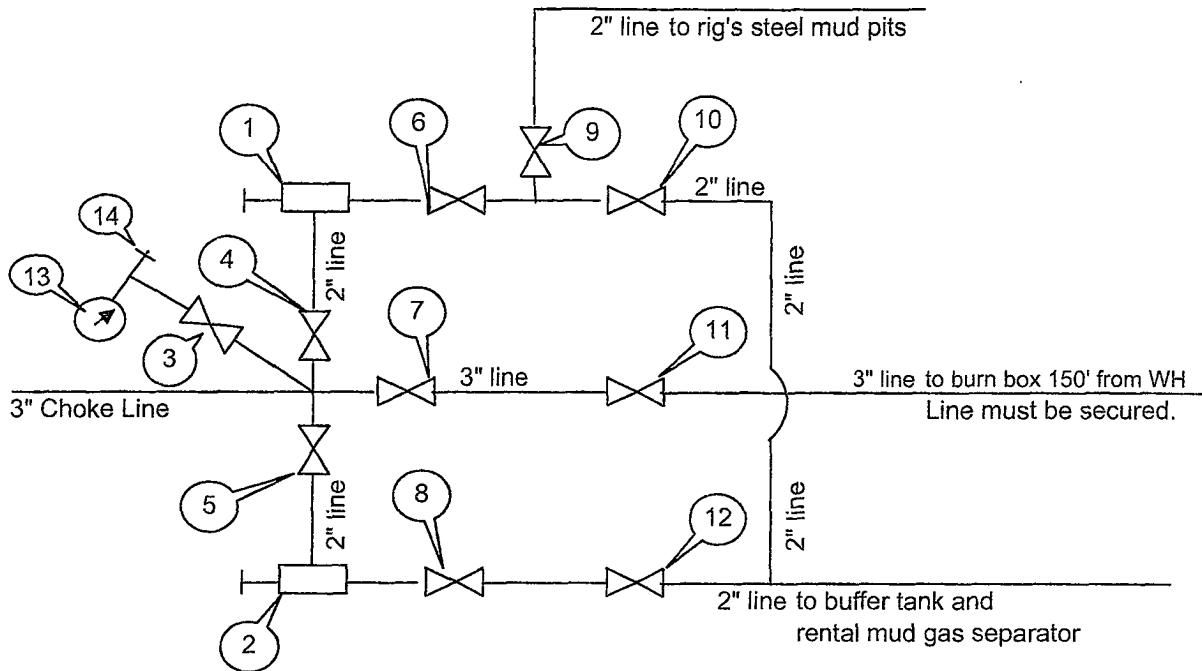 2" line to rig's steel mud pits
1
6
9
10
2" line
14
13
4
2" line
2" line
3
7
11
3" line
3" line to burn box 150' from WH
3" Choke Line
Line must be secured.
5
2" line
8
12
2" line
2
2" line to buffer tank and
rental mud gas separator